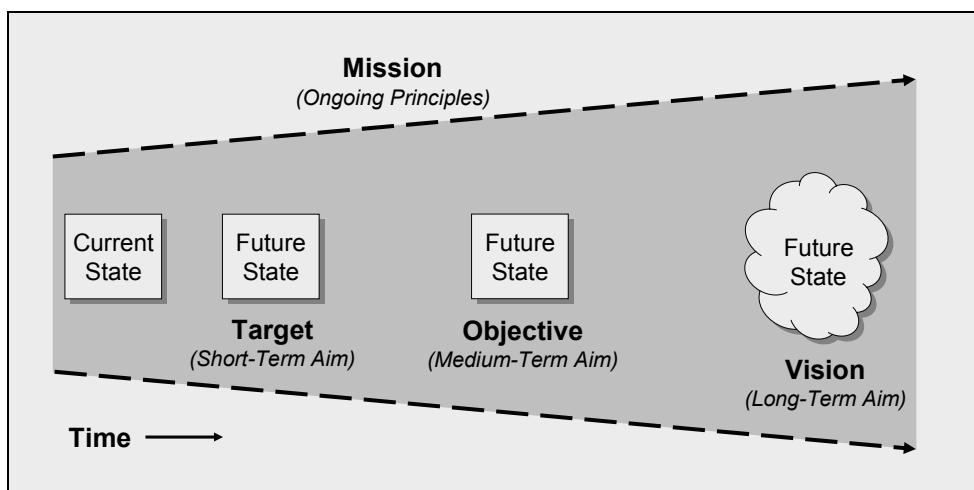 Mission
(Ongoing Principles)
Current
State
Future
State
Target
(Short-Term Aim)
Future
State
Objective
(Medium-Term Aim)
Future
State
Vision
(Long-Term Aim)
Time